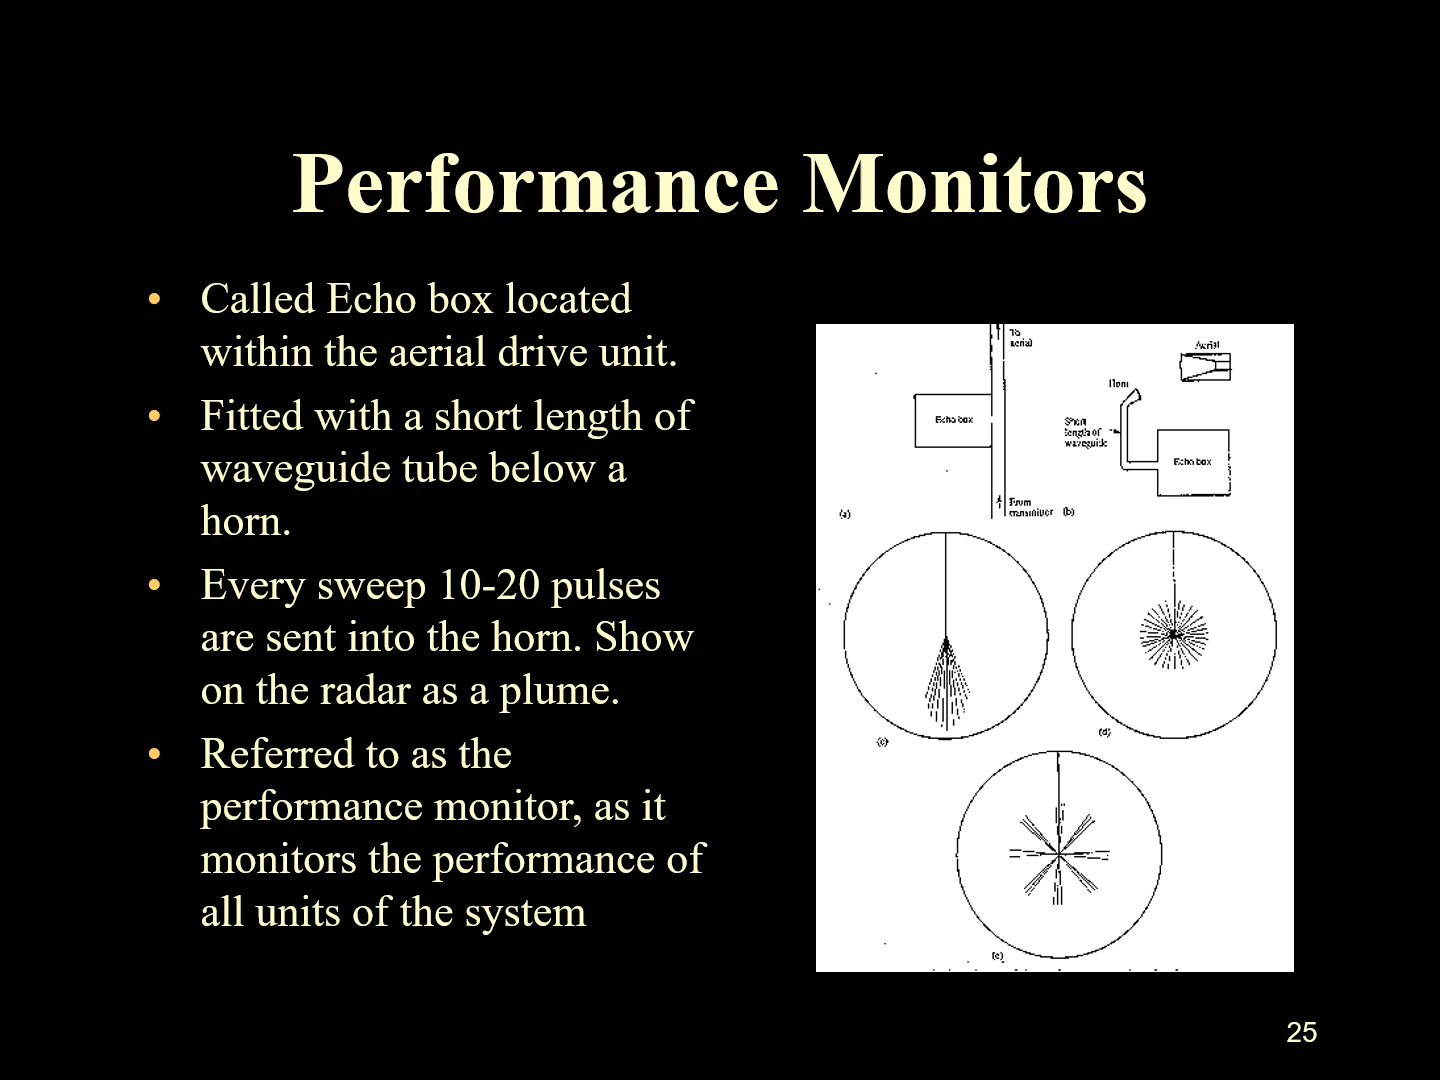 Performance Monitors
• Called Echo box located
within the aerial drive unit.
• Fitted with a short length of
waveguide tube below a
horn.
• Every sweep 10-20 pulses
are sent into the horn. Show
on the radar as a plume.
• Referred to as the
performance monitor, as it
monitors the performance of
all units of the system
To
aerial
Echo box
From
transmitter
(a)
Aerial
Horn
Short
length of
waveguide
Echo box
(b)
(c)
(d)
(e)
25